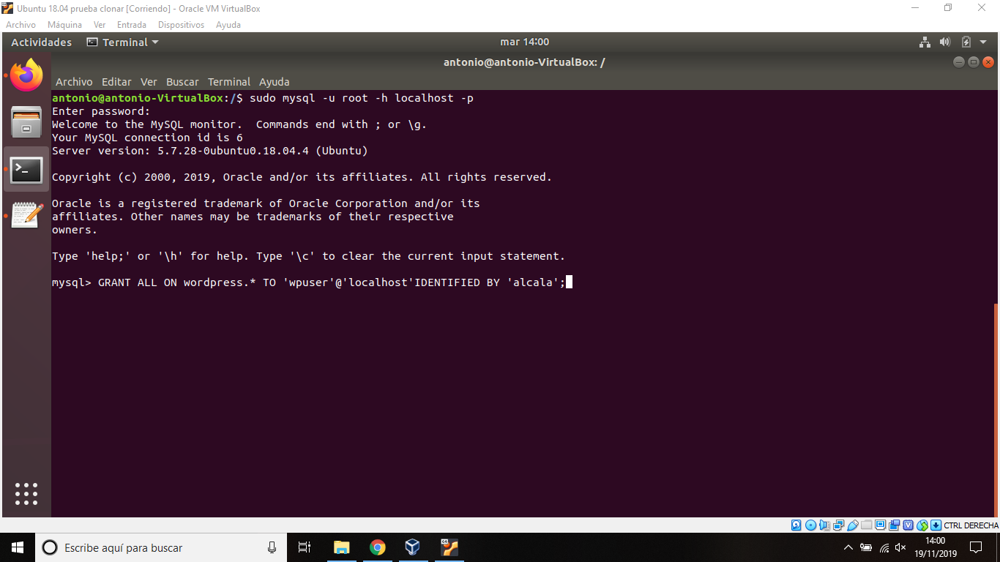 Ubuntu 18.04 prueba clonar [Corriendo] - Oracle VM VirtualBox
Archivo Máquina Ver Entrada Dispositivos Ayuda
Actividades Terminal mar 14:00
antonio@antonio-VirtualBox: /
Archivo Editar Ver Buscar Terminal Ayuda
antonio@antonio-VirtualBox:/$ sudo mysql -u root -h localhost -p
Enter password:
Welcome to the MySQL monitor.  Commands end with ; or \g.
Your MySQL connection id is 6
Server version: 5.7.28-0ubuntu0.18.04.4 (Ubuntu)
Copyright (c) 2000, 2019, Oracle and/or its affiliates. All rights reserved.
Oracle is a registered trademark of Oracle Corporation and/or its
affiliates. Other names may be trademarks of their respective
owners.
Type 'help;' or '\h' for help. Type '\c' to clear the current input statement.
mysql> GRANT ALL ON wordpress.* TO 'wpuser'@'localhost'IDENTIFIED BY 'alcala';
CTRL DERECHA
Escribe aquí para buscar
14:00
19/11/2019